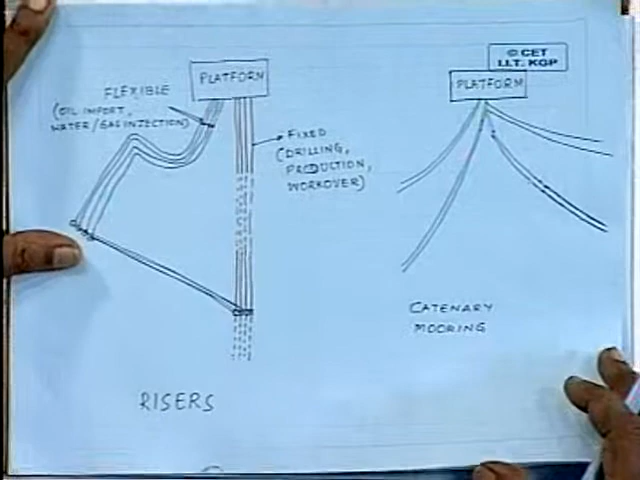 © CET
I.I.T. KGP
PLATFORM
FLEXIBLE
(OIL IMPORT,
WATER/GAS INJECTION)
FIXED
(DRILLING,
PRODUCTION,
WORKOVER)
RISERS
PLATFORM
CATENARY
MOORING